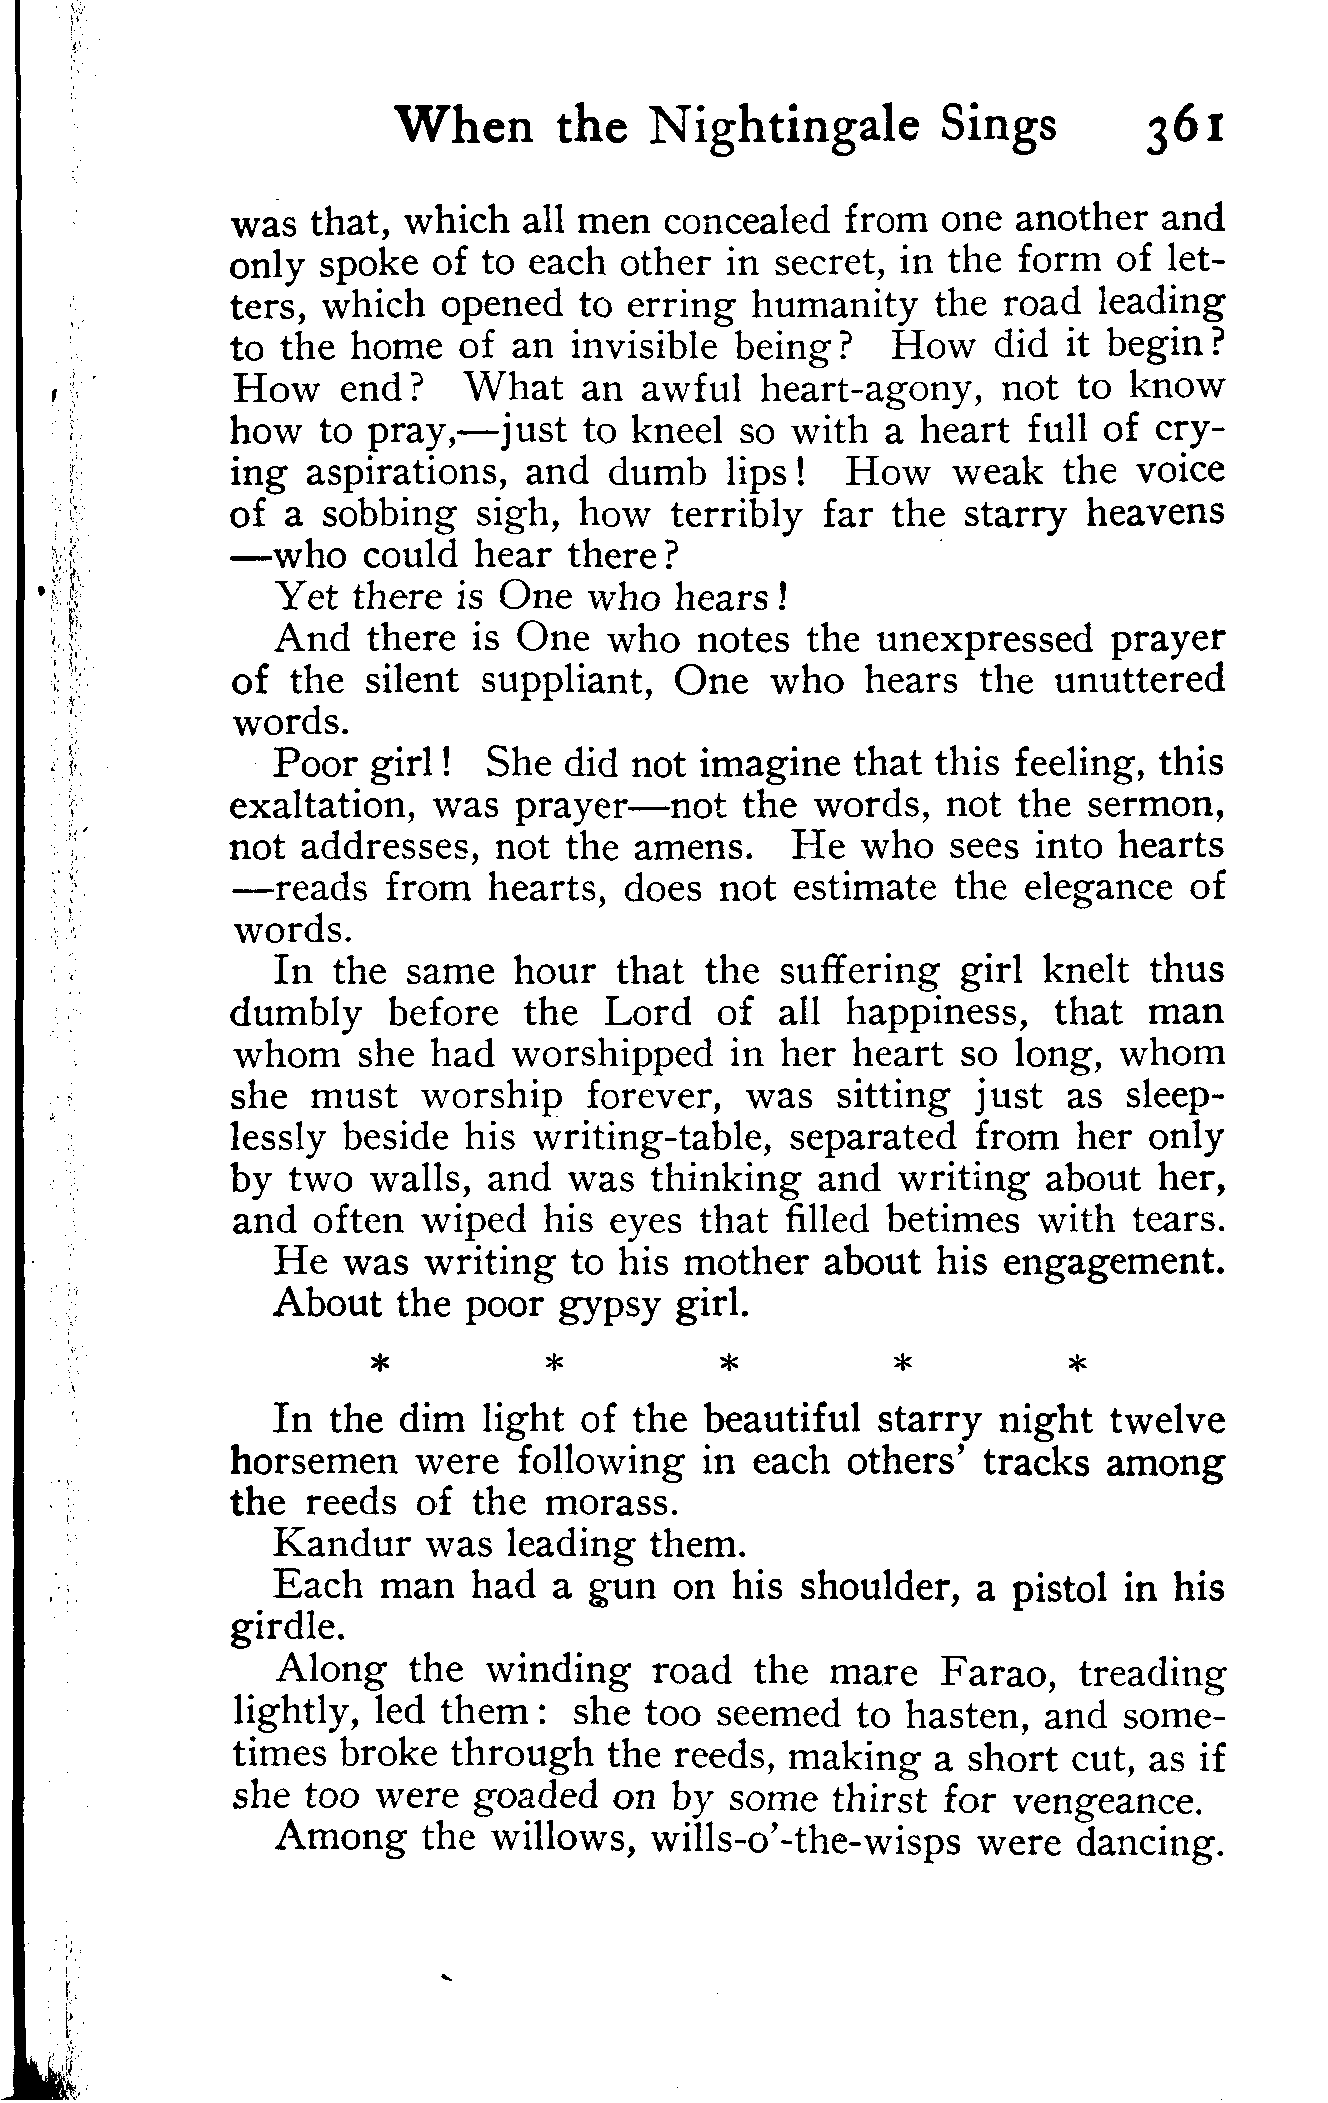 When the Nightingale Sings 361
was that, which all men concealed from one another and
only spoke of to each other in secret, in the form of let-
ters, which opened to erring humanity the road leading
to the home of an invisible being? How did it begin?
How end? What an awful heart-agony, not to know
how to pray,—just to kneel so with a heart full of cry-
ing aspirations, and dumb lips! How weak the voice
of a sobbing sigh, how terribly far the starry heavens
—who could hear there?
Yet there is One who hears!
And there is One who notes the unexpressed prayer
of the silent suppliant, One who hears the unuttered
words.
Poor girl! She did not imagine that this feeling, this
exaltation, was prayer—not the words, not the sermon,
not addresses, not the amens. He who sees into hearts
—reads from hearts, does not estimate the elegance of
words.
In the same hour that the suffering girl knelt thus
dumbly before the Lord of all happiness, that man
whom she had worshipped in her heart so long, whom
she must worship forever, was sitting just as sleep-
lessly beside his writing-table, separated from her only
by two walls, and was thinking and writing about her,
and often wiped his eyes that filled betimes with tears.
He was writing to his mother about his engagement.
About the poor gypsy girl.
* * * * *
In the dim light of the beautiful starry night twelve
horsemen were following in each others' tracks among
the reeds of the morass.
Kandur was leading them.
Each man had a gun on his shoulder, a pistol in his
girdle.
Along the winding road the mare Farao, treading
lightly, led them: she too seemed to hasten, and some-
times broke through the reeds, making a short cut, as if
she too were goaded on by some thirst for vengeance.
Among the willows, wills-o'-the-wisps were dancing.